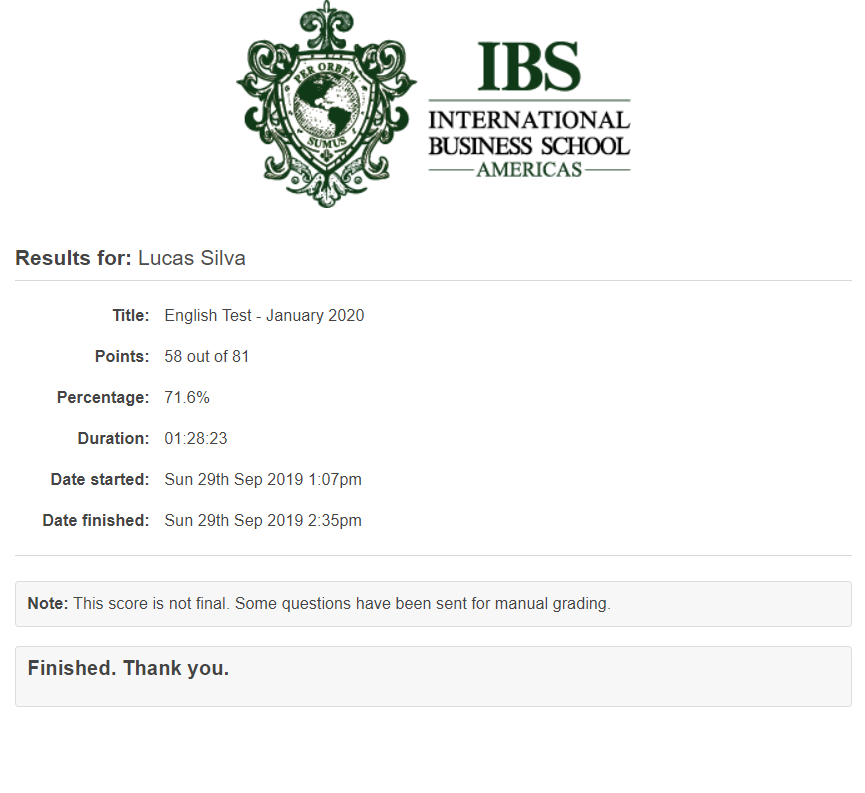 PER ORBEM
SUMUS
IBS
INTERNATIONAL
BUSINESS SCHOOL
AMERICAS
Results for: Lucas Silva
Title: English Test - January 2020
Points: 58 out of 81
Percentage: 71.6%
Duration: 01:28:23
Date started: Sun 29th Sep 2019 1:07pm
Date finished: Sun 29th Sep 2019 2:35pm
Note: This score is not final. Some questions have been sent for manual grading.
Finished. Thank you.